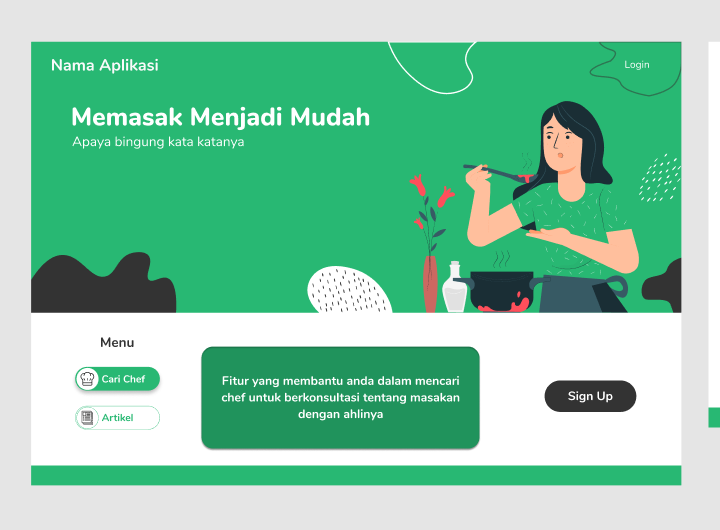 Nama Aplikasi
Login
Memasak Menjadi Mudah
Apaya bingung kata katanya
Menu
Cari Chef
Artikel
Fitur yang membantu anda dalam mencari
chef untuk berkonsultasi tentang masakan
dengan ahlinya
Sign Up